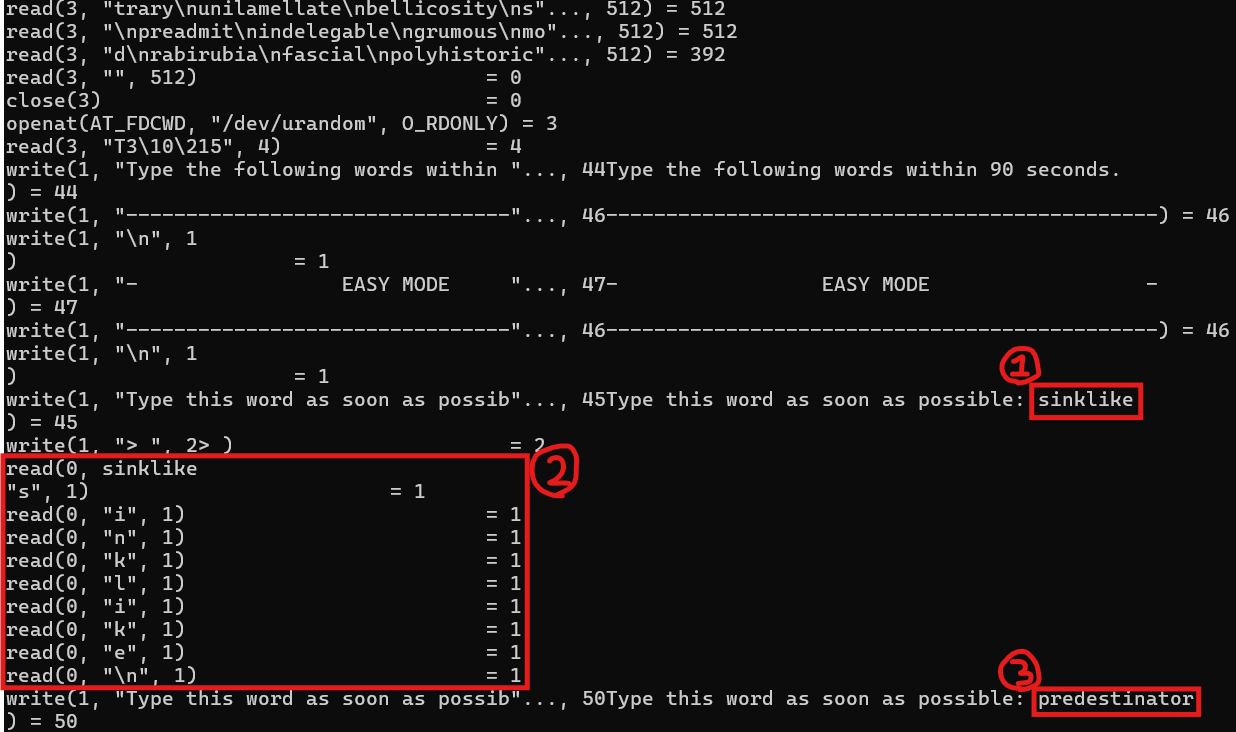 read(3, "trary\nunilamellate\nbellicosity\ns"..., 512) = 512
read(3, "\npreadmit\nindelegable\ngrumous\nmo"..., 512) = 512
read(3, "d\nrabirubia\nfascial\npolyhistoric"..., 512) = 392
read(3, "", 512) = 0
close(3) = 0
openat(AT_FDCWD, "/dev/urandom", O_RDONLY) = 3
read(3, "T3\10\215", 4) = 4
write(1, "Type the following words within "..., 44Type the following words within 90 seconds.
) = 44
write(1, "--------------------------------"..., 46----------------------------------------------) = 46
write(1, "\n", 1
) = 1
write(1, "- EASY MODE "..., 47- EASY MODE -
) = 47
write(1, "--------------------------------"..., 46----------------------------------------------) = 46
write(1, "\n", 1
) = 1
1
write(1, "Type this word as soon as possib"..., 45Type this word as soon as possible: sinklike
) = 45
write(1, "> ", 2> ) = 2
2
read(0, sinklike
"s", 1) = 1
read(0, "i", 1) = 1
read(0, "n", 1) = 1
read(0, "k", 1) = 1
read(0, "l", 1) = 1
read(0, "i", 1) = 1
read(0, "k", 1) = 1
read(0, "e", 1) = 1
read(0, "\n", 1) = 1
3
write(1, "Type this word as soon as possib"..., 50Type this word as soon as possible: predestinator
) = 50